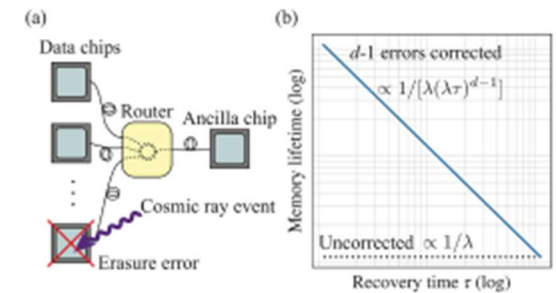 (a)
Data chips
Router
Ancilla chip
Cosmic ray event
Erasure error
(b)
Memory lifetime (log)
d-1 errors corrected
∝ 1/[λ(λτ)^{d−1}]
Uncorrected ∝ 1/λ
Recovery time τ (log)